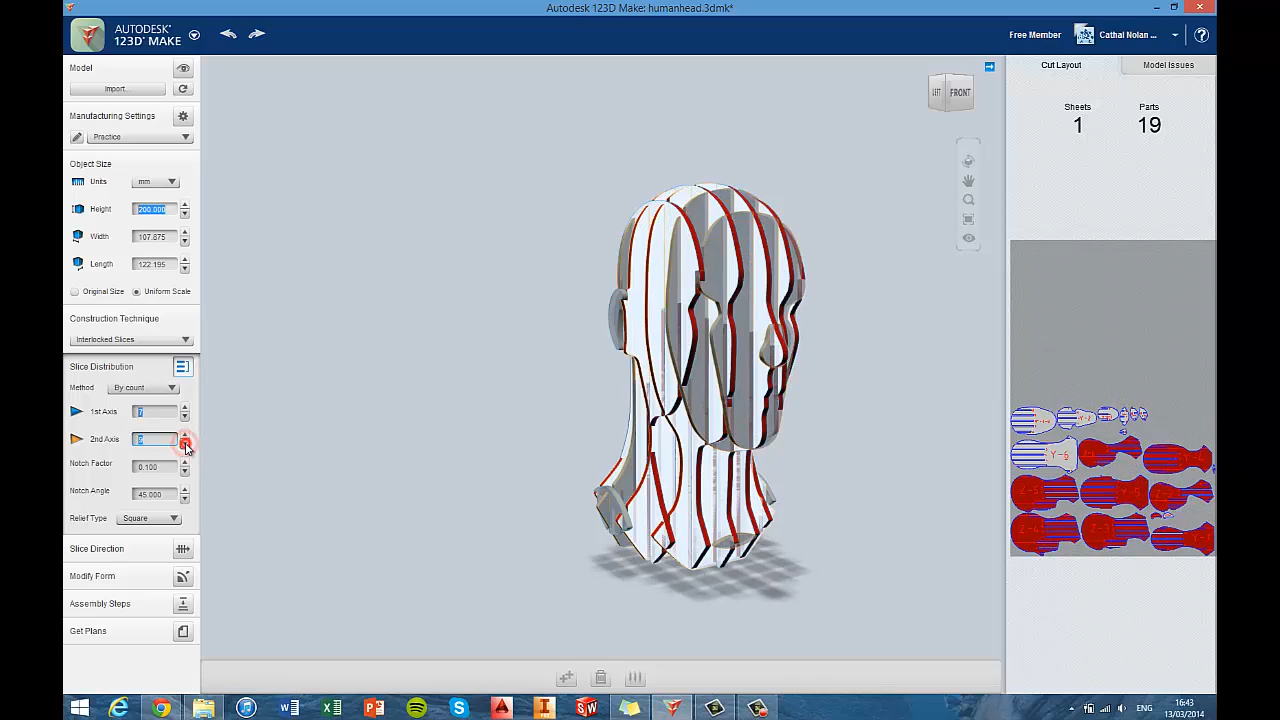 Autodesk 123D Make: humanhead.3dmk*
AUTODESK®
123D® MAKE
Free Member
Cathal Nolan ...
Model
Import...
Manufacturing Settings
Practice
Object Size
Units
mm
Height
200.000
Width
107.875
Length
122.195
Original Size
Uniform Scale
Construction Technique
Interlocked Slices
Slice Distribution
Method
By count
1st Axis
7
2nd Axis
Notch Factor
0.100
Notch Angle
45.000
Relief Type
Square
Slice Direction
Modify Form
Assembly Steps
Get Plans
LEFT
FRONT
Cut Layout
Model Issues
Sheets
Parts
1
19
Y-6
Z-5
Z-4
ENG
16:43
13/03/2014